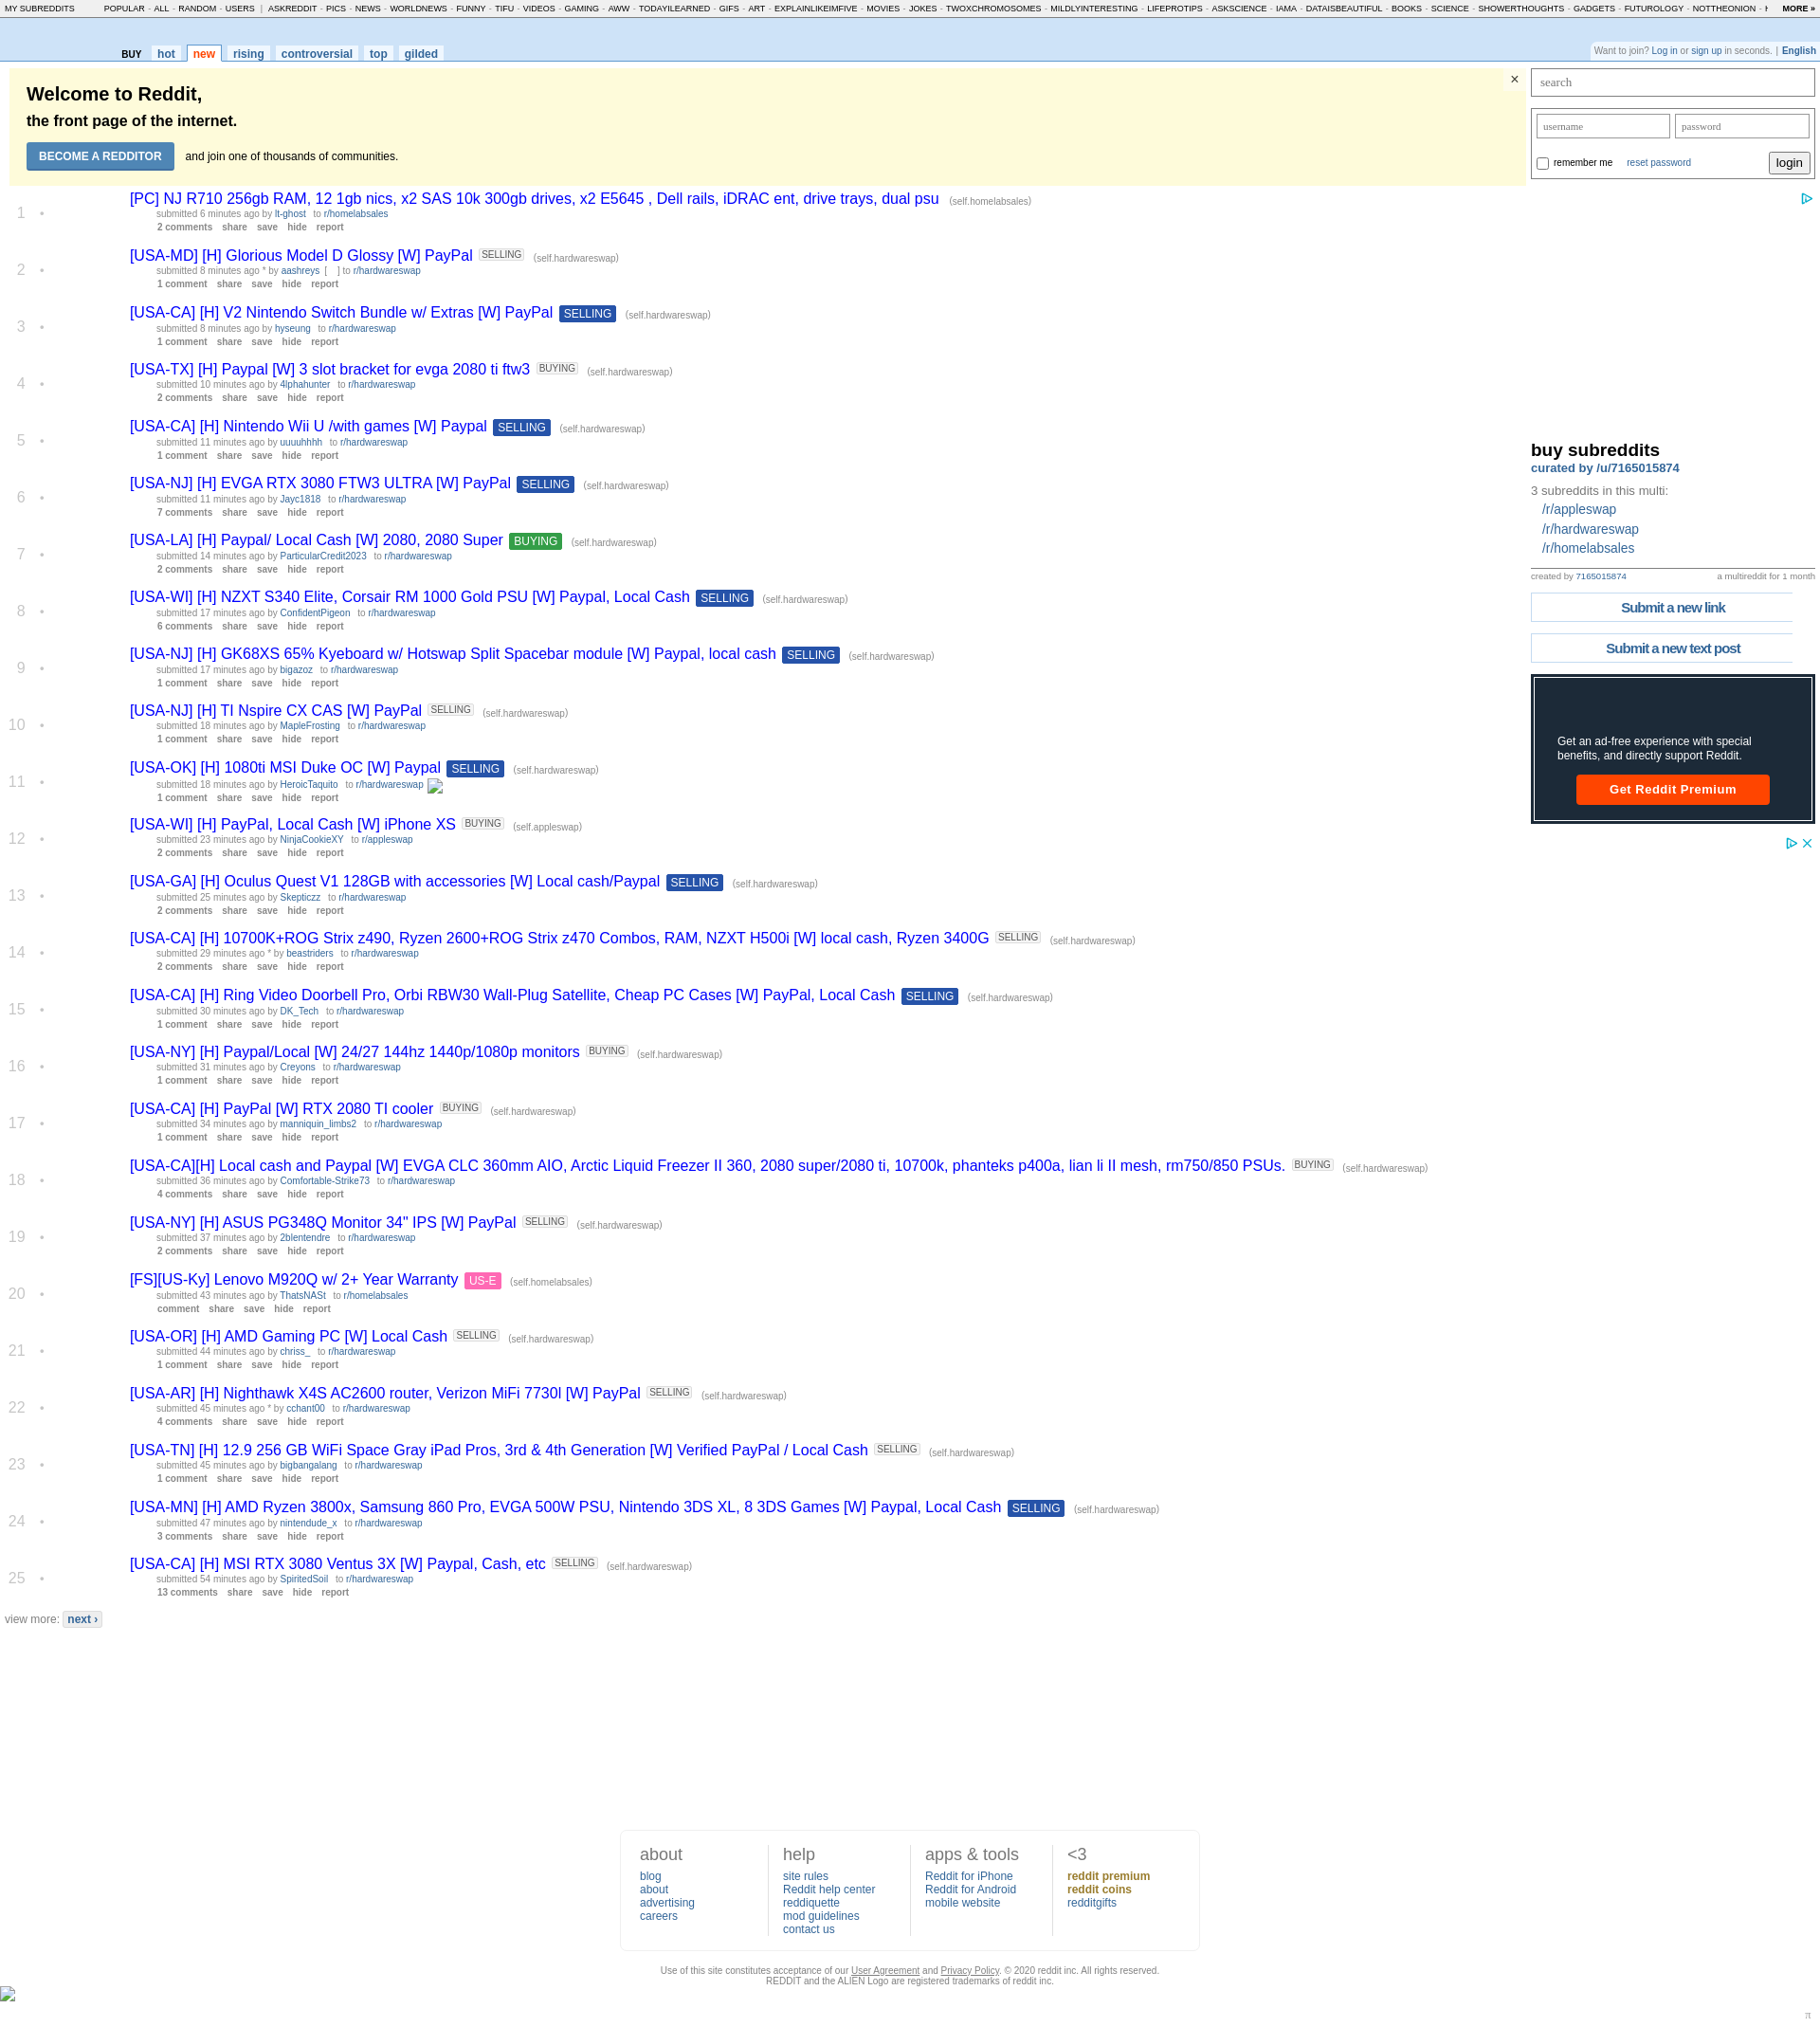 MY SUBREDDITS POPULAR - ALL - RANDOM - USERS | ASKREDDIT - PICS - NEWS - WORLDNEWS - FUNNY - TIFU - VIDEOS - GAMING - AWW - TODAYILEARNED - GIFS - ART - EXPLAINLIKEIMFIVE - MOVIES - JOKES - TWOXCHROMOSOMES - MILDLYINTERESTING - LIFEPROTIPS - ASKSCIENCE - IAMA - DATAISBEAUTIFUL - BOOKS - SCIENCE - SHOWERTHOUGHTS - GADGETS - FUTUROLOGY - NOTTHEONION - MORE »
BUY hot new rising controversial top gilded
Want to join? Log in or sign up in seconds. | English
Welcome to Reddit,
the front page of the internet.
BECOME A REDDITOR and join one of thousands of communities.
×
search
username password
remember me reset password login
1 • [PC] NJ R710 256gb RAM, 12 1gb nics, x2 SAS 10k 300gb drives, x2 E5645 , Dell rails, iDRAC ent, drive trays, dual psu (self.homelabsales)
submitted 6 minutes ago by lt-ghost to r/homelabsales
2 comments share save hide report
2 • [USA-MD] [H] Glorious Model D Glossy [W] PayPal SELLING (self.hardwareswap)
submitted 8 minutes ago * by aashreys [ ] to r/hardwareswap
1 comment share save hide report
3 • [USA-CA] [H] V2 Nintendo Switch Bundle w/ Extras [W] PayPal SELLING (self.hardwareswap)
submitted 8 minutes ago by hyseung to r/hardwareswap
1 comment share save hide report
4 • [USA-TX] [H] Paypal [W] 3 slot bracket for evga 2080 ti ftw3 BUYING (self.hardwareswap)
submitted 10 minutes ago by 4lphahunter to r/hardwareswap
2 comments share save hide report
5 • [USA-CA] [H] Nintendo Wii U /with games [W] Paypal SELLING (self.hardwareswap)
submitted 11 minutes ago by uuuuhhhh to r/hardwareswap
1 comment share save hide report
6 • [USA-NJ] [H] EVGA RTX 3080 FTW3 ULTRA [W] PayPal SELLING (self.hardwareswap)
submitted 11 minutes ago by Jayc1818 to r/hardwareswap
7 comments share save hide report
7 • [USA-LA] [H] Paypal/ Local Cash [W] 2080, 2080 Super BUYING (self.hardwareswap)
submitted 14 minutes ago by ParticularCredit2023 to r/hardwareswap
2 comments share save hide report
8 • [USA-WI] [H] NZXT S340 Elite, Corsair RM 1000 Gold PSU [W] Paypal, Local Cash SELLING (self.hardwareswap)
submitted 17 minutes ago by ConfidentPigeon to r/hardwareswap
6 comments share save hide report
9 • [USA-NJ] [H] GK68XS 65% Kyeboard w/ Hotswap Split Spacebar module [W] Paypal, local cash SELLING (self.hardwareswap)
submitted 17 minutes ago by bigazoz to r/hardwareswap
1 comment share save hide report
10 • [USA-NJ] [H] TI Nspire CX CAS [W] PayPal SELLING (self.hardwareswap)
submitted 18 minutes ago by MapleFrosting to r/hardwareswap
1 comment share save hide report
11 • [USA-OK] [H] 1080ti MSI Duke OC [W] Paypal SELLING (self.hardwareswap)
submitted 18 minutes ago by HeroicTaquito to r/hardwareswap
1 comment share save hide report
12 • [USA-WI] [H] PayPal, Local Cash [W] iPhone XS BUYING (self.appleswap)
submitted 23 minutes ago by NinjaCookieXY to r/appleswap
2 comments share save hide report
13 • [USA-GA] [H] Oculus Quest V1 128GB with accessories [W] Local cash/Paypal SELLING (self.hardwareswap)
submitted 25 minutes ago by Skepticzz to r/hardwareswap
2 comments share save hide report
14 • [USA-CA] [H] 10700K+ROG Strix z490, Ryzen 2600+ROG Strix z470 Combos, RAM, NZXT H500i [W] local cash, Ryzen 3400G SELLING (self.hardwareswap)
submitted 29 minutes ago * by beastriders to r/hardwareswap
2 comments share save hide report
15 • [USA-CA] [H] Ring Video Doorbell Pro, Orbi RBW30 Wall-Plug Satellite, Cheap PC Cases [W] PayPal, Local Cash SELLING (self.hardwareswap)
submitted 30 minutes ago by DK_Tech to r/hardwareswap
1 comment share save hide report
16 • [USA-NY] [H] Paypal/Local [W] 24/27 144hz 1440p/1080p monitors BUYING (self.hardwareswap)
submitted 31 minutes ago by Creyons to r/hardwareswap
1 comment share save hide report
17 • [USA-CA] [H] PayPal [W] RTX 2080 TI cooler BUYING (self.hardwareswap)
submitted 34 minutes ago by manniquin_limbs2 to r/hardwareswap
1 comment share save hide report
18 • [USA-CA][H] Local cash and Paypal [W] EVGA CLC 360mm AIO, Arctic Liquid Freezer II 360, 2080 super/2080 ti, 10700k, phanteks p400a, lian li II mesh, rm750/850 PSUs. BUYING (self.hardwareswap)
submitted 36 minutes ago by Comfortable-Strike73 to r/hardwareswap
4 comments share save hide report
19 • [USA-NY] [H] ASUS PG348Q Monitor 34" IPS [W] PayPal SELLING (self.hardwareswap)
submitted 37 minutes ago by 2blentendre to r/hardwareswap
2 comments share save hide report
20 • [FS][US-Ky] Lenovo M920Q w/ 2+ Year Warranty US-E (self.homelabsales)
submitted 43 minutes ago by ThatsNASt to r/homelabsales
comment share save hide report
21 • [USA-OR] [H] AMD Gaming PC [W] Local Cash SELLING (self.hardwareswap)
submitted 44 minutes ago by chriss_ to r/hardwareswap
1 comment share save hide report
22 • [USA-AR] [H] Nighthawk X4S AC2600 router, Verizon MiFi 7730l [W] PayPal SELLING (self.hardwareswap)
submitted 45 minutes ago * by cchant00 to r/hardwareswap
4 comments share save hide report
23 • [USA-TN] [H] 12.9 256 GB WiFi Space Gray iPad Pros, 3rd & 4th Generation [W] Verified PayPal / Local Cash SELLING (self.hardwareswap)
submitted 45 minutes ago by bigbangalang to r/hardwareswap
1 comment share save hide report
24 • [USA-MN] [H] AMD Ryzen 3800x, Samsung 860 Pro, EVGA 500W PSU, Nintendo 3DS XL, 8 3DS Games [W] Paypal, Local Cash SELLING (self.hardwareswap)
submitted 47 minutes ago by nintendude_x to r/hardwareswap
3 comments share save hide report
25 • [USA-CA] [H] MSI RTX 3080 Ventus 3X [W] Paypal, Cash, etc SELLING (self.hardwareswap)
submitted 54 minutes ago by SpiritedSoil to r/hardwareswap
13 comments share save hide report
view more: next ›
buy subreddits
curated by /u/7165015874
3 subreddits in this multi:
/r/appleswap
/r/hardwareswap
/r/homelabsales
created by 7165015874 a multireddit for 1 month
Submit a new link
Submit a new text post
Get an ad-free experience with special
benefits, and directly support Reddit.
Get Reddit Premium
about
blog
about
advertising
careers
help
site rules
Reddit help center
reddiquette
mod guidelines
contact us
apps & tools
Reddit for iPhone
Reddit for Android
mobile website
<3
reddit premium
reddit coins
redditgifts
Use of this site constitutes acceptance of our User Agreement and Privacy Policy. © 2020 reddit inc. All rights reserved.
REDDIT and the ALIEN Logo are registered trademarks of reddit inc.
π